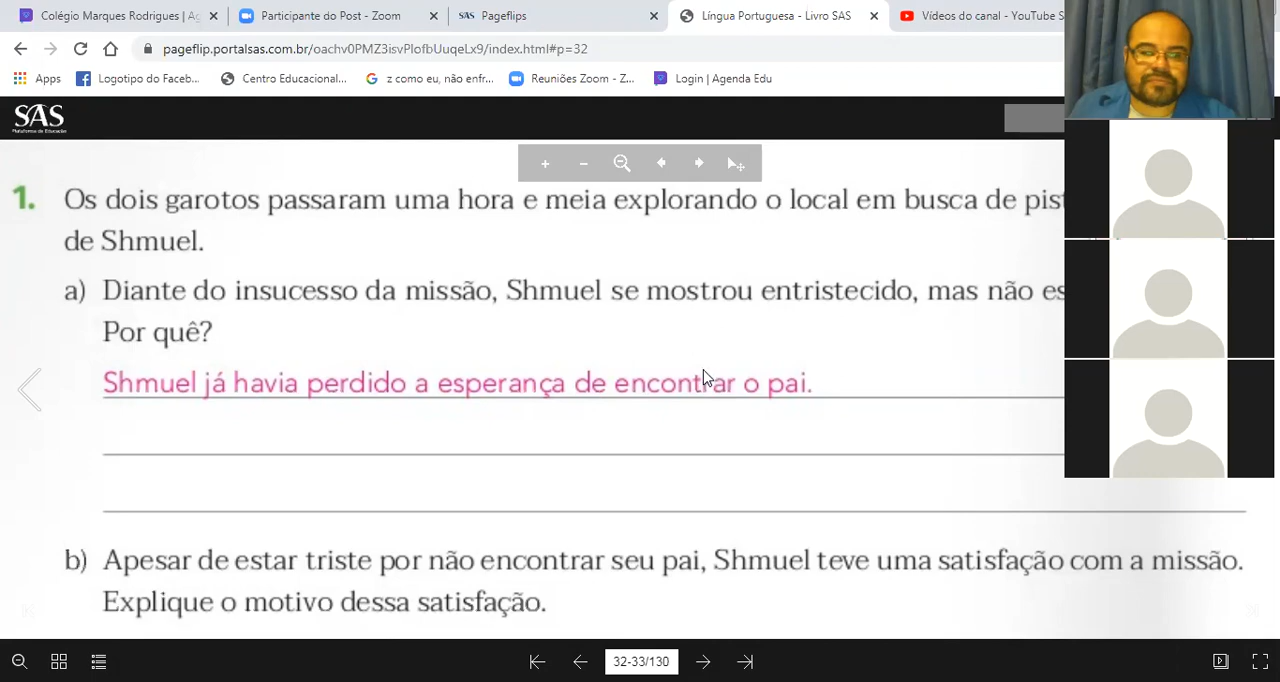 Colégio Marques Rodrigues | Ag
Participante do Post - Zoom
SAS Pageflips
Língua Portuguesa - Livro SAS
Vídeos do canal - YouTube S
pageflip.portalsas.com.br/oachv0PMZ3isvPlofbUuqeLx9/index.html#p=32
Apps
Logotipo do Faceb...
Centro Educacional...
z como eu, não enfr...
Reuniões Zoom - Z...
Login | Agenda Edu
SAS
Plataforma de Educação
1. Os dois garotos passaram uma hora e meia explorando o local em busca de pist
de Shmuel.
a) Diante do insucesso da missão, Shmuel se mostrou entristecido, mas não es
Por quê?
Shmuel já havia perdido a esperança de encontrar o pai.
b) Apesar de estar triste por não encontrar seu pai, Shmuel teve uma satisfação com a missão.
Explique o motivo dessa satisfação.
32-33/130